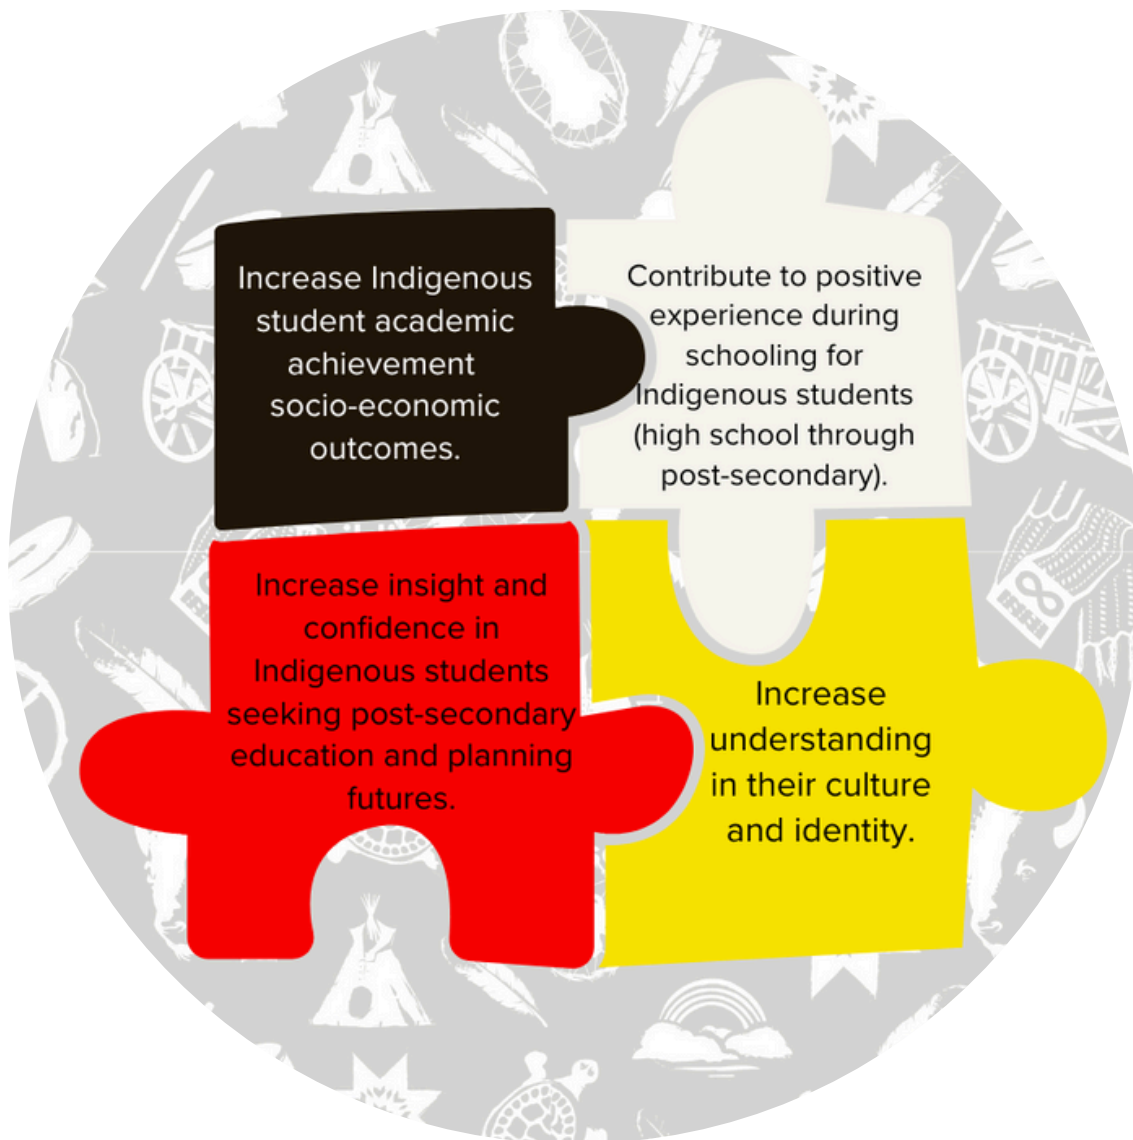 Increase Indigenous
student academic
achievement
socio-economic
outcomes.
Contribute to positive
experience during
schooling for
Indigenous students
(high school through
post-secondary).
Increase insight and
confidence in
Indigenous students
seeking post-secondary
education and planning
futures.
Increase
understanding
in their culture
and identity.